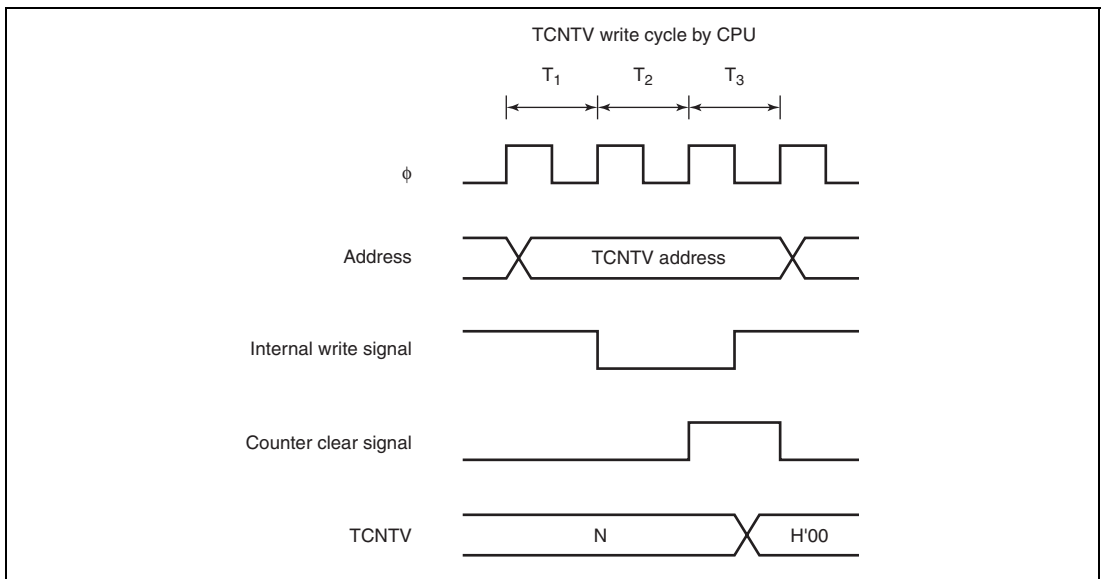 TCNTV write cycle by CPU
T1 T2 T3
φ
Address
TCNTV address
Internal write signal
Counter clear signal
TCNTV
N
H'00